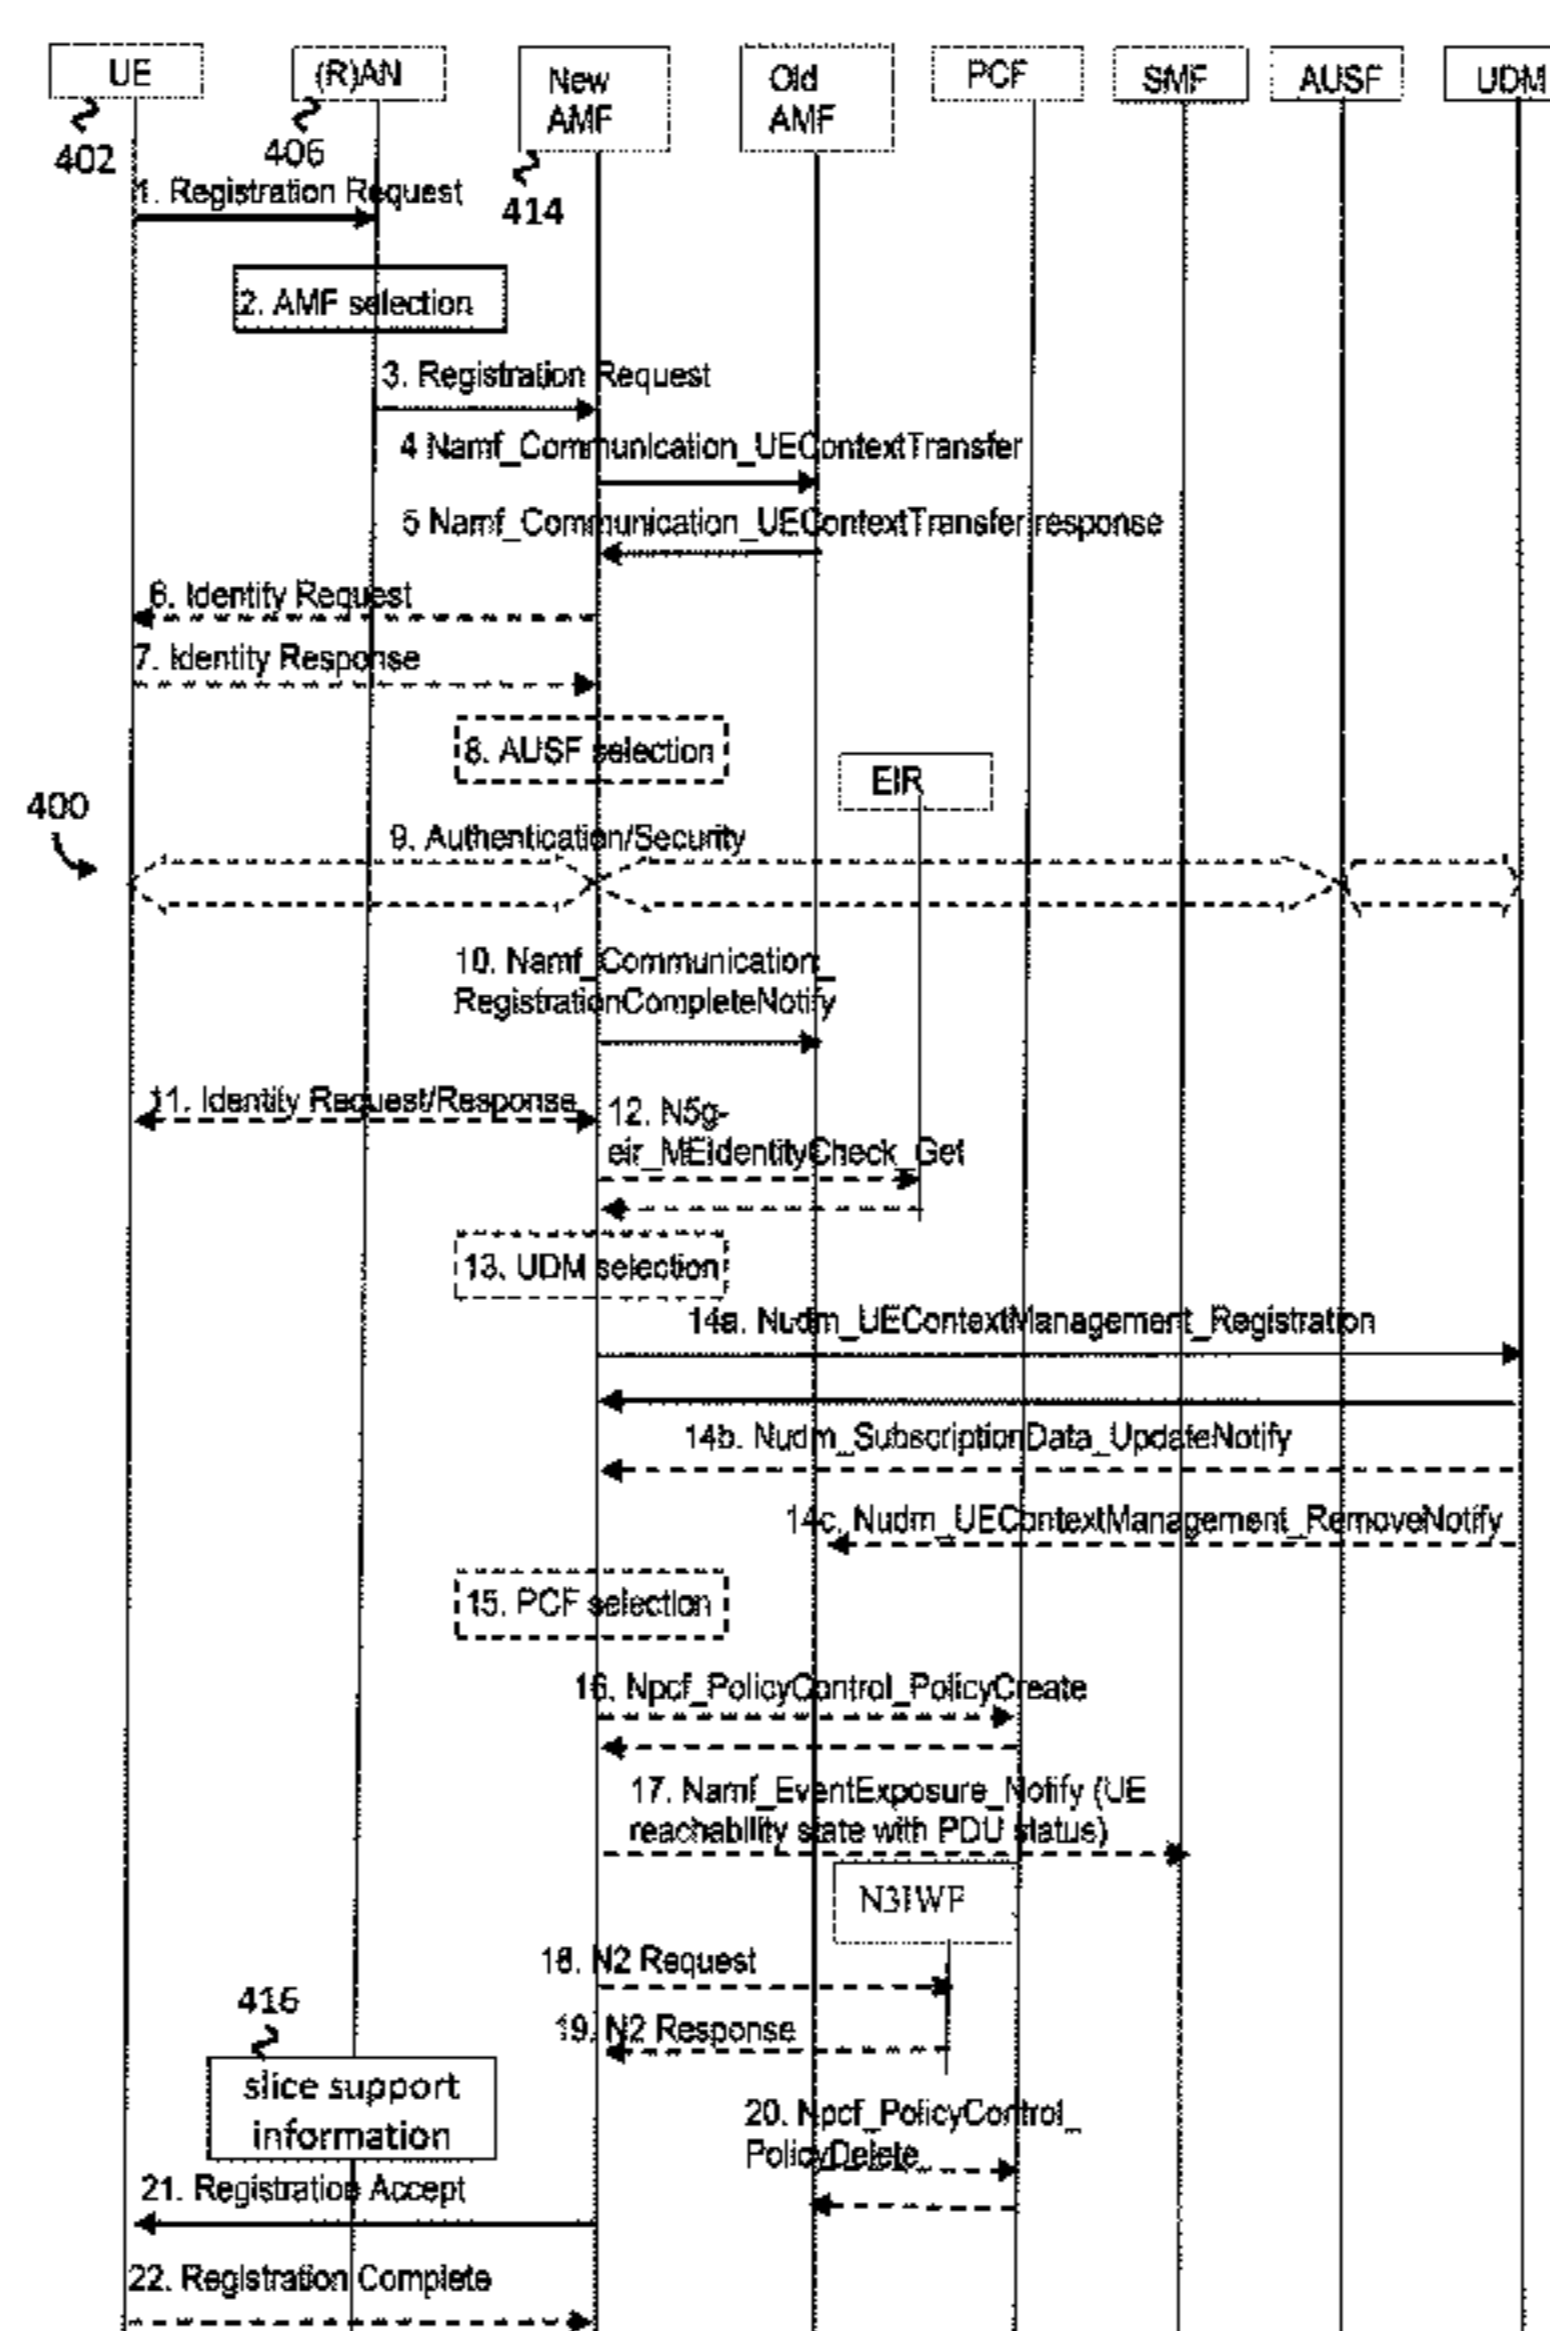 UE
(R)AN
New
AMF
Old
AMF
PCF
SMF
AUSF
UDM
402
406
414
1. Registration Request
2. AMF selection
3. Registration Request
4 Namf_Communication_UEContextTransfer
5 Namf_Communication_UEContextTransfer response
6. Identify Request
7. Identity Response
8. AUSF selection
EIR
400
9. Authentication/Security
10. Namf_Communication_
RegistrationCompleteNotify
11. Identify Request/Response
12. N5g-
eir_MEIdentityCheck_Get
13. UDM selection
14a. Nudm_UEContextManagement_Registration
14b. Nudm_SubscriptionData_UpdateNotify
14c. Nudm_UEContextManagement_RemoveNotify
15. PCF selection
16. Npcf_PolicyControl_PolicyCreate
17. Namf_EventExposure_Notify (UE
reachability state with PDU status)
N3IWF
18. N2 Request
19. N2 Response
416
slice support
information
20. Npcf_PolicyControl_
PolicyDelete
21. Registration Accept
22. Registration Complete